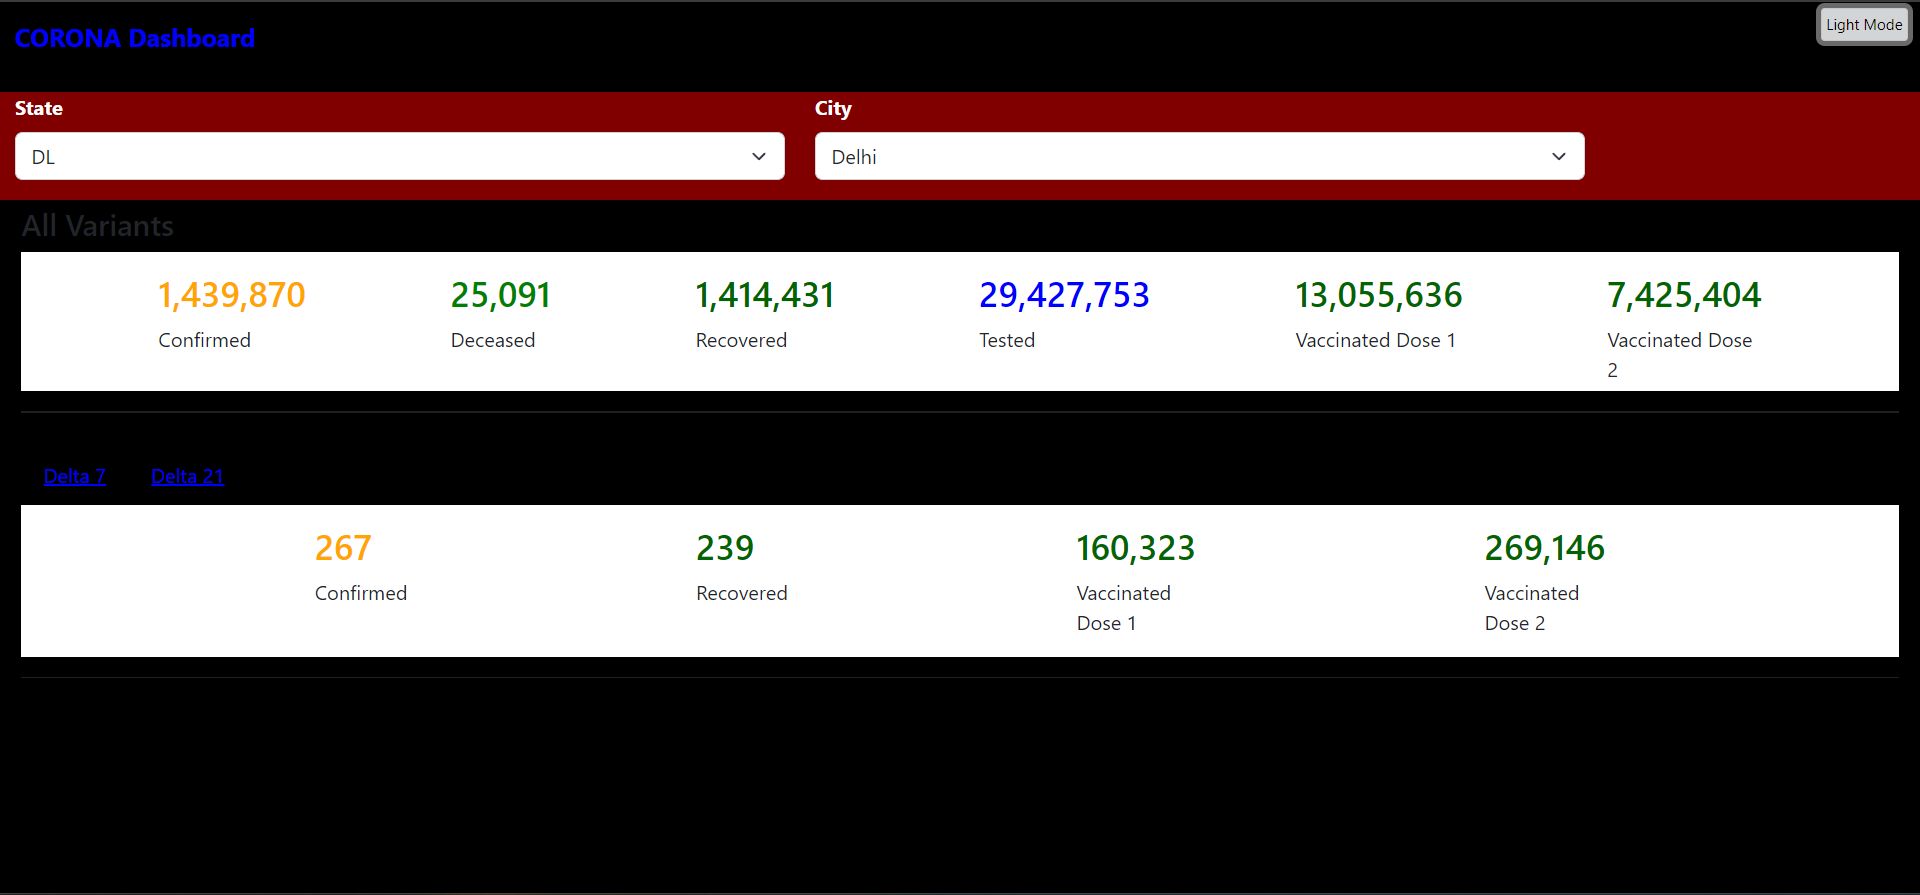 CORONA Dashboard
Light Mode
State
City
DL
Delhi
All Variants
1,439,870
25,091
1,414,431
29,427,753
13,055,636
7,425,404
Confirmed
Deceased
Recovered
Tested
Vaccinated Dose 1
Vaccinated Dose
2
Delta 7
Delta 21
267
239
160,323
269,146
Confirmed
Recovered
Vaccinated
Dose 1
Vaccinated
Dose 2